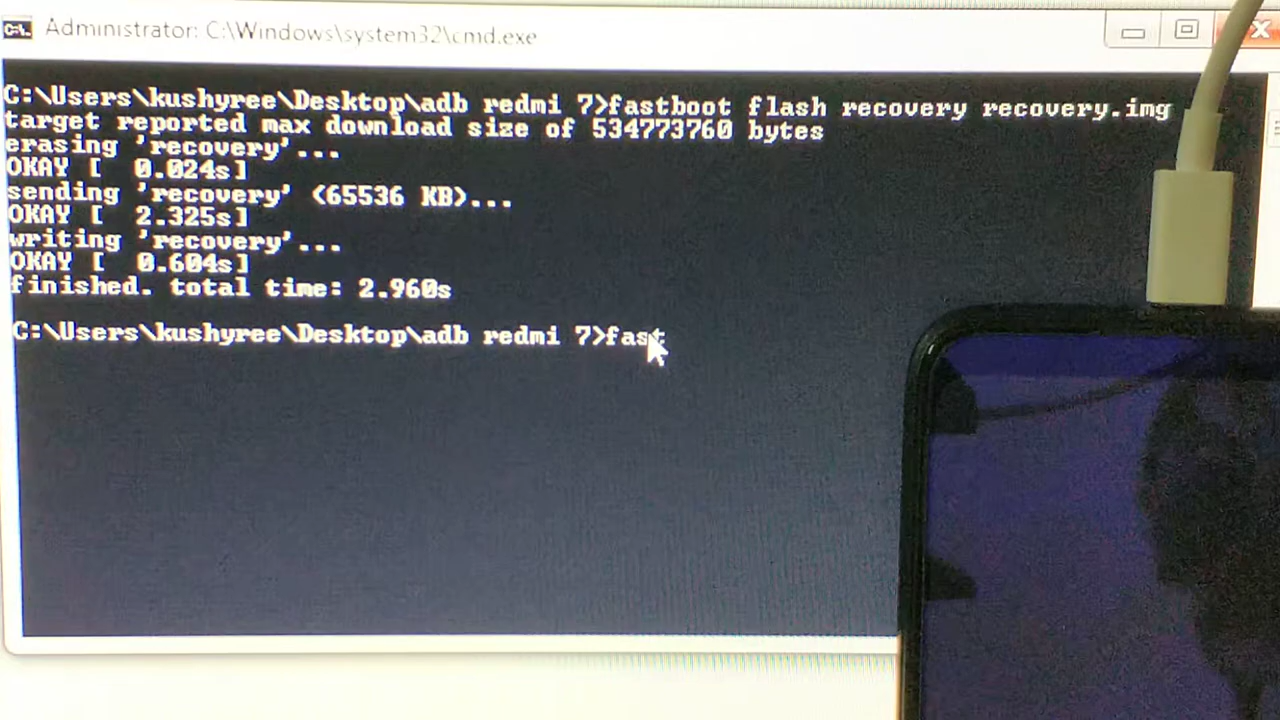 Administrator: C:\Windows\system32\cmd.exe
C:\Users\kushyree\Desktop\adb redmi 7>fastboot flash recovery recovery.img
target reported max download size of 534773760 bytes
erasing 'recovery'...
OKAY [  0.024s]
sending 'recovery' (65536 KB)...
OKAY [  2.325s]
writing 'recovery'...
OKAY [  0.604s]
finished. total time: 2.960s
C:\Users\kushyree\Desktop\adb redmi 7>fast